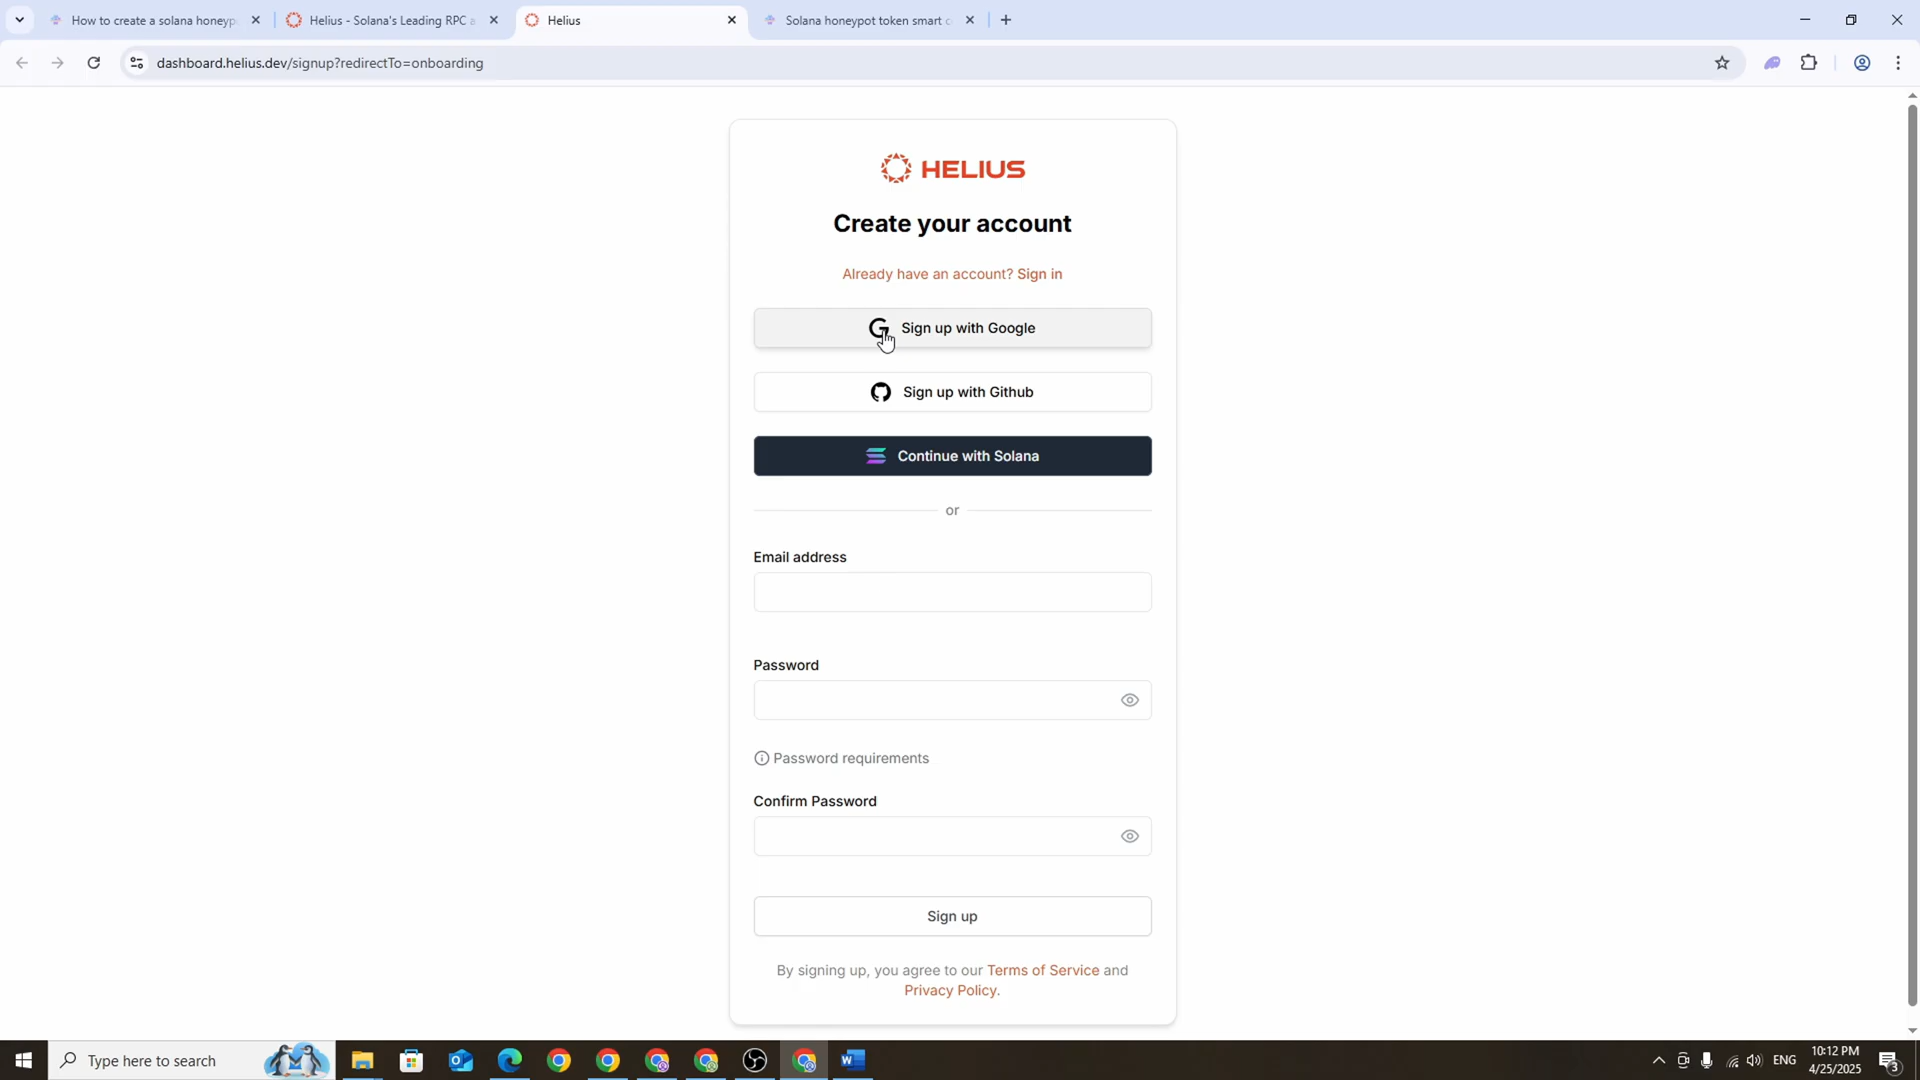 How to create a solana honeyp
Helius - Solana's Leading RPC a
Helius
Solana honeypot token smart c
dashboard.helius.dev/signup?redirectTo=onboarding
HELIUS
Create your account
Already have an account? Sign in
Sign up with Google
Sign up with Github
Continue with Solana
or
Email address
Password
Password requirements
Confirm Password
Sign up
By signing up, you agree to our Terms of Service and
Privacy Policy.
Type here to search
ENG
10:12 PM
4/25/2025
3